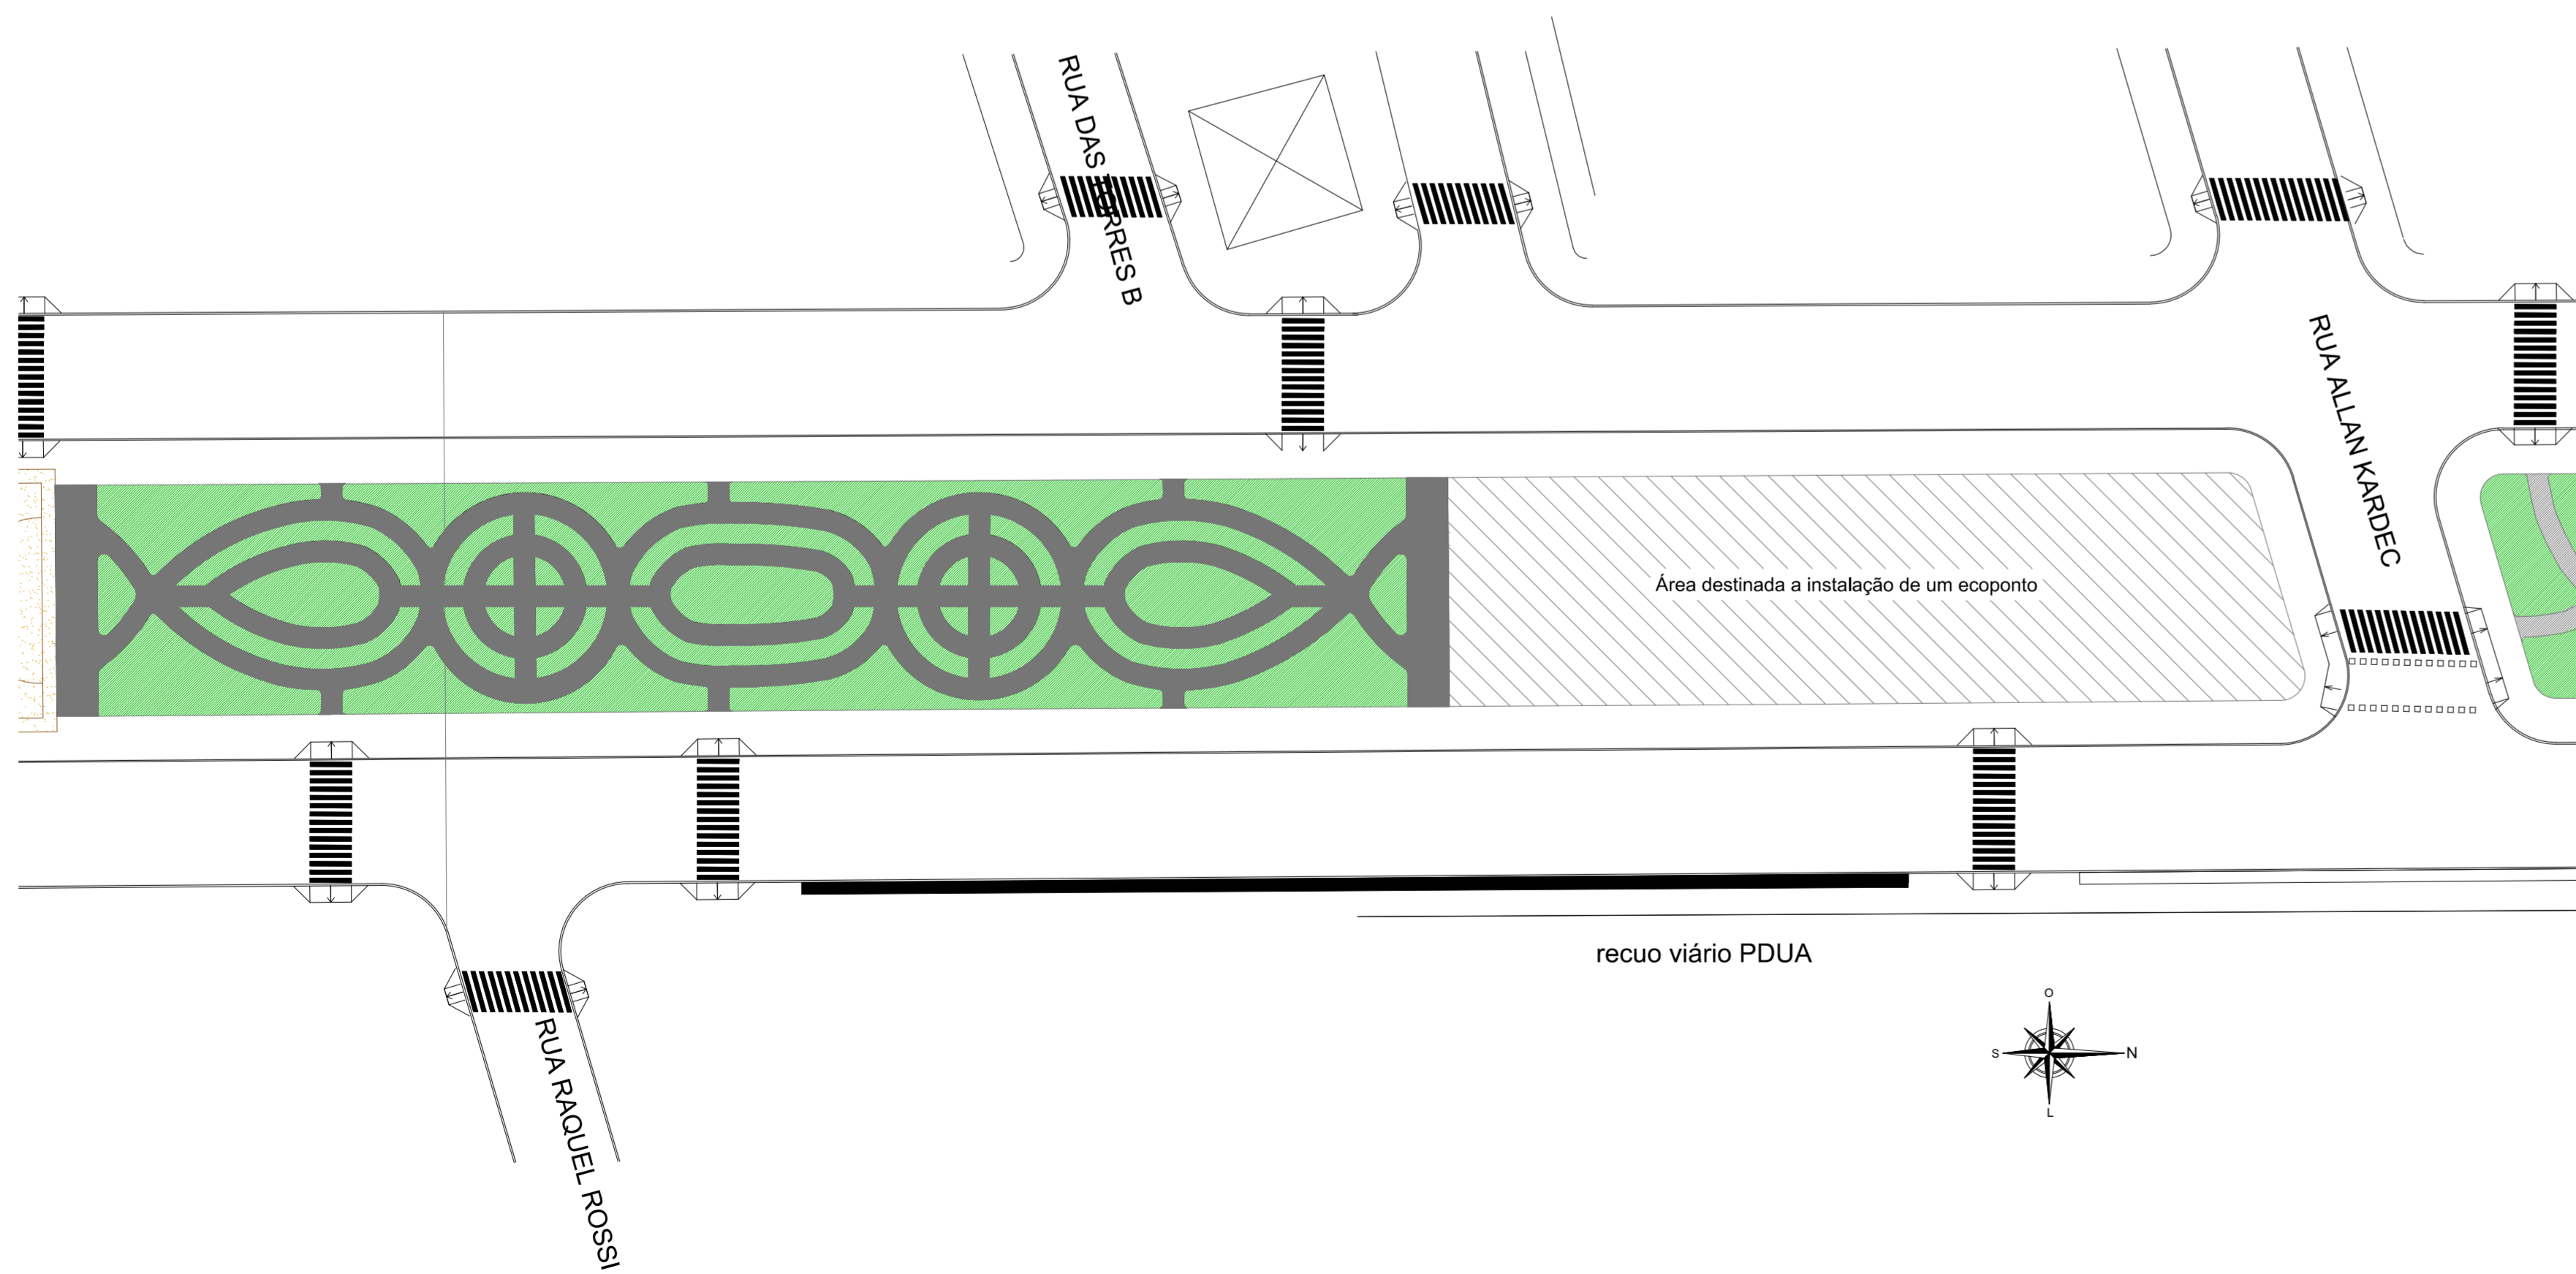 RUA DAS TORRES B
RUA ALLAN KARDEC
Área destinada a instalação de um ecoponto
recuo viário PDUA
O
S
N
L
RUA RAQUEL ROSSI